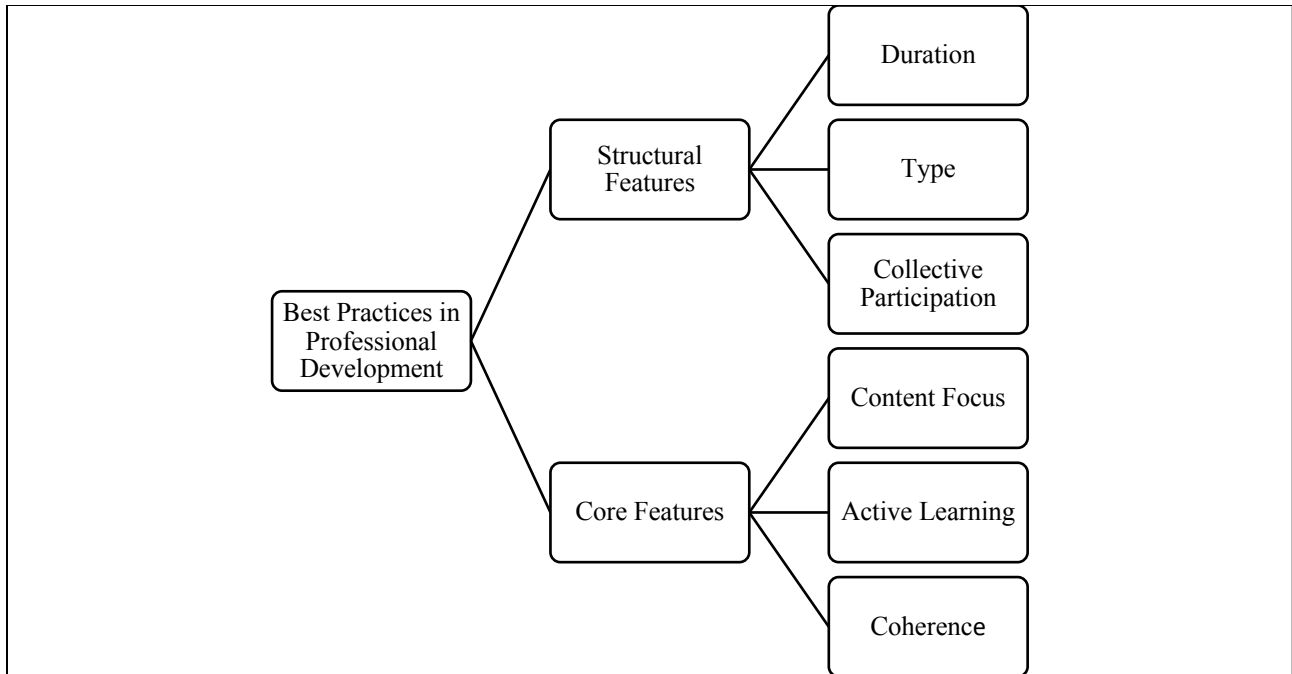 Best Practices in
Professional
Development
Structural
Features
Duration
Type
Collective
Participation
Core Features
Content Focus
Active Learning
Coherence